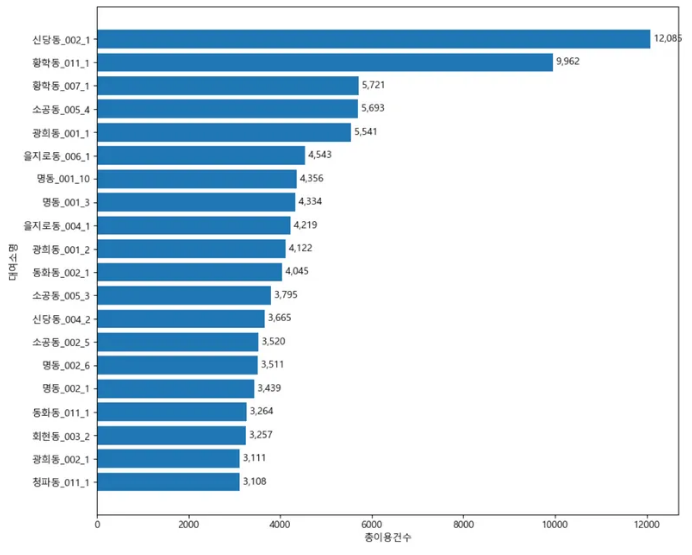 신당동_002_1 12,085
황학동_011_1 9,962
황학동_007_1 5,721
소공동_005_4 5,693
광희동_001_1 5,541
을지로동_006_1 4,543
명동_001_10 4,356
명동_001_3 4,334
을지로동_004_1 4,219
광희동_001_2 4,122
동화동_002_1 4,045
소공동_005_3 3,795
신당동_004_2 3,665
소공동_002_5 3,520
명동_002_6 3,511
명동_002_1 3,439
동화동_011_1 3,264
회현동_003_2 3,257
광희동_002_1 3,111
청파동_011_1 3,108
대여소명
0 2000 4000 6000 8000 10000 12000
총이용건수